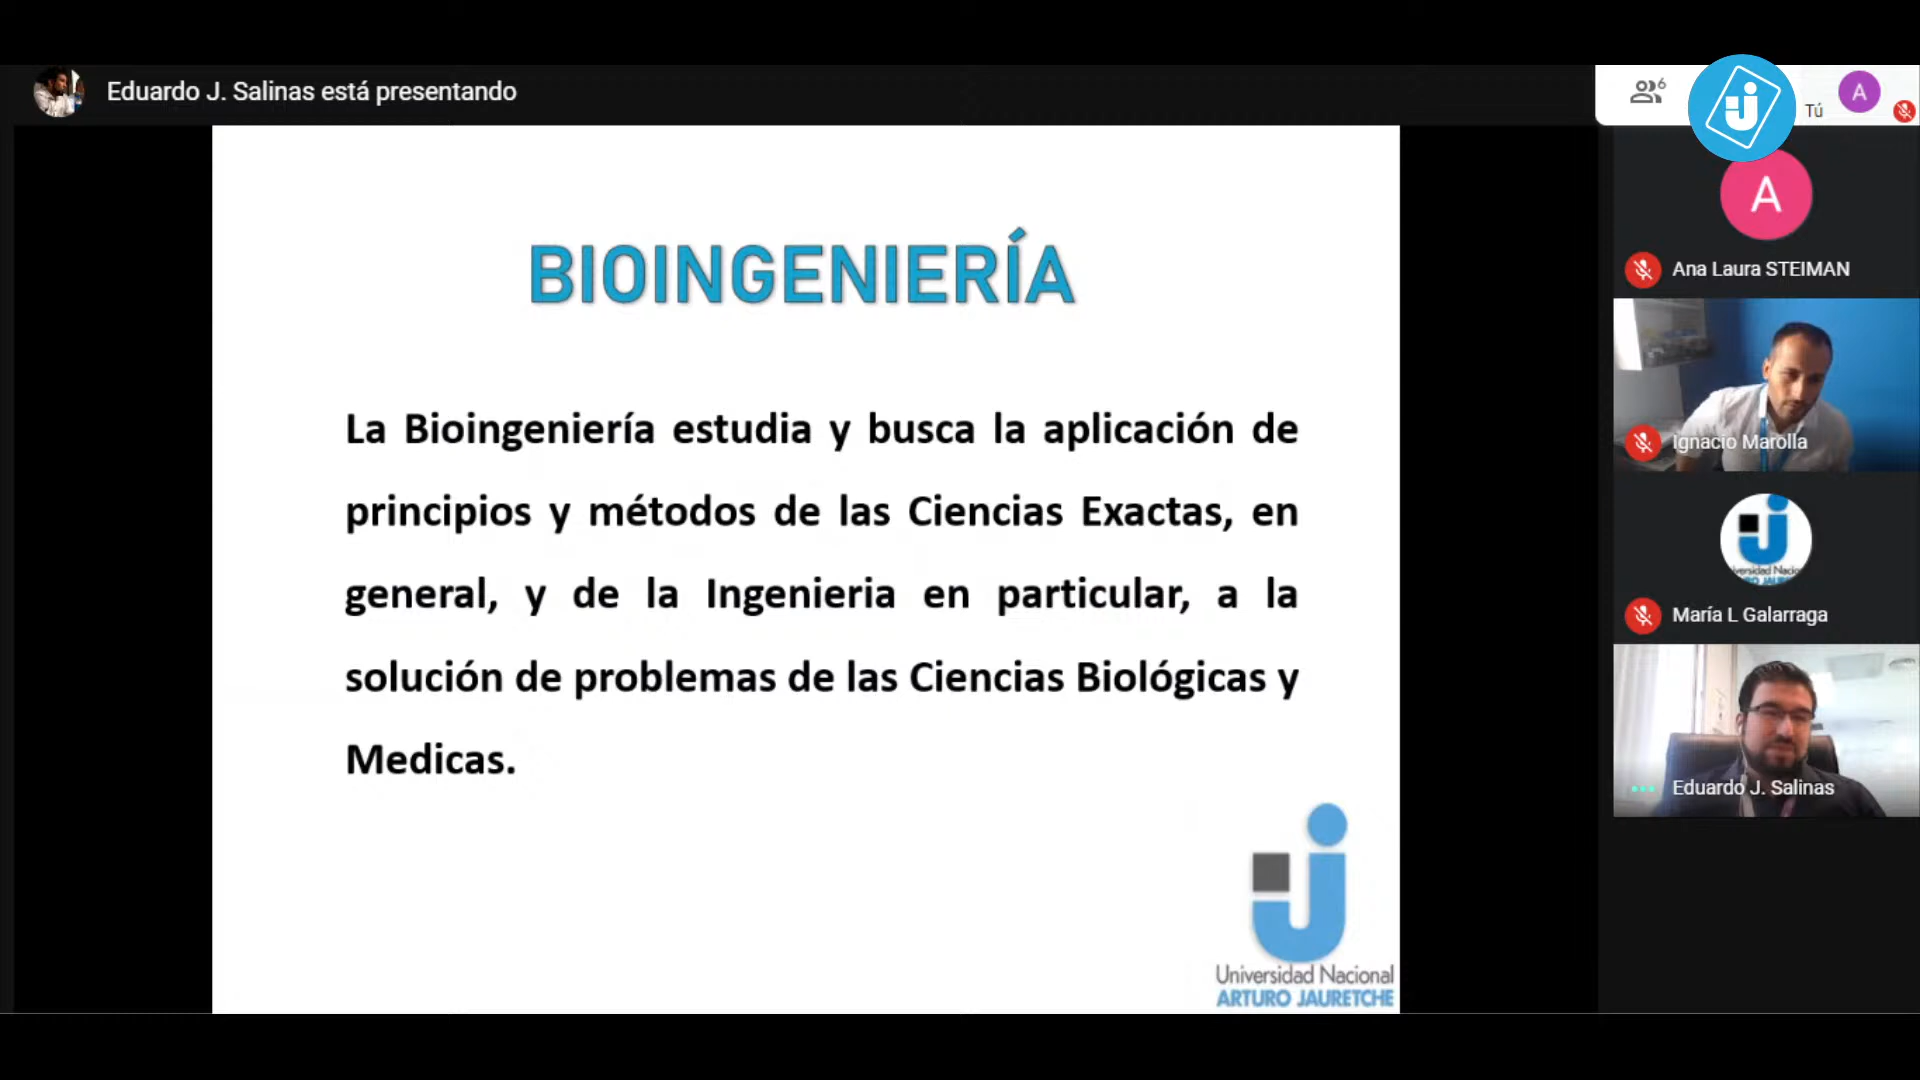 Eduardo J. Salinas está presentando
6
Tú
A
A
Ana Laura STEIMAN
BIOINGENIERÍA
La Bioingeniería estudia y busca la aplicación de
principios y métodos de las Ciencias Exactas, en
general, y de la Ingenieria en particular, a la
solución de problemas de las Ciencias Biológicas y
Medicas.
Universidad Nacional
ARTURO JAURETCHE
Ignacio Marolla
María L Galarraga
Eduardo J. Salinas